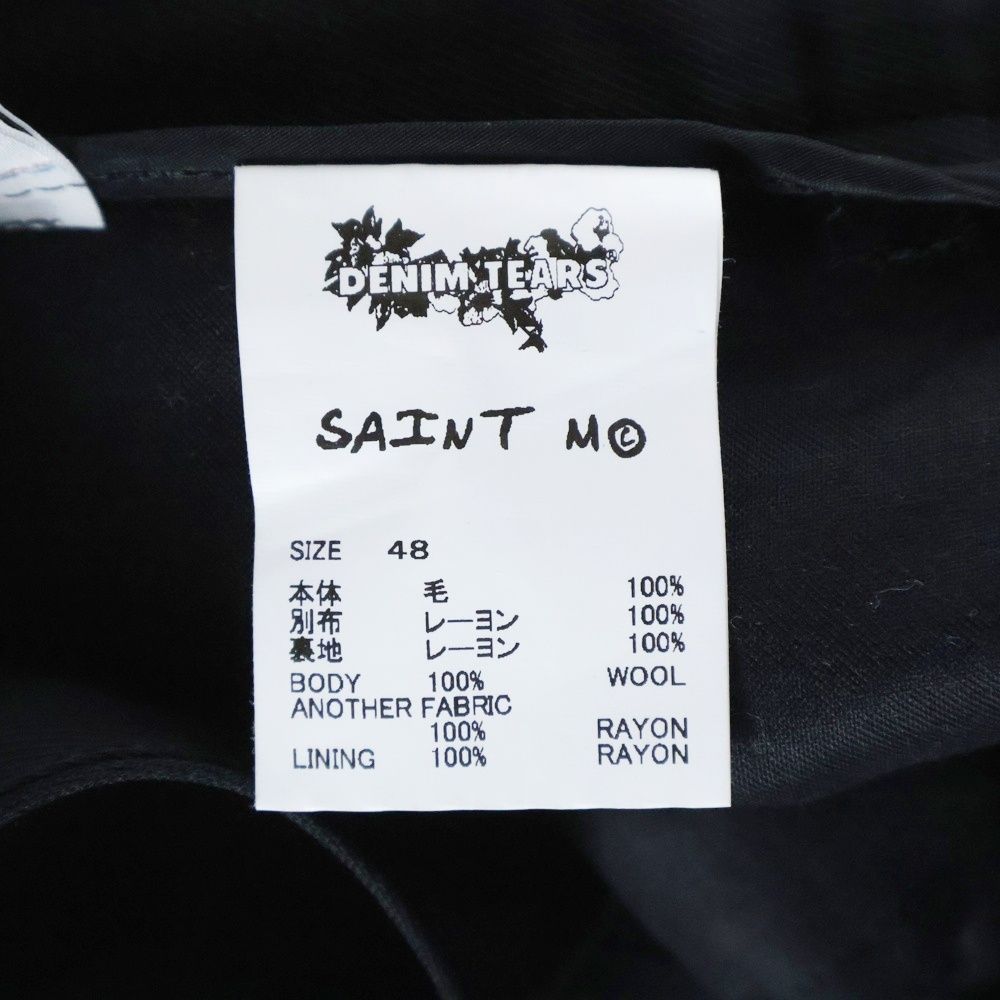 DENIM TEARS
SAINT M©
SIZE 48
本体 毛 100%
別布 レーヨン 100%
裏地 レーヨン 100%
BODY 100% WOOL
ANOTHER FABRIC
100% RAYON
LINING 100% RAYON